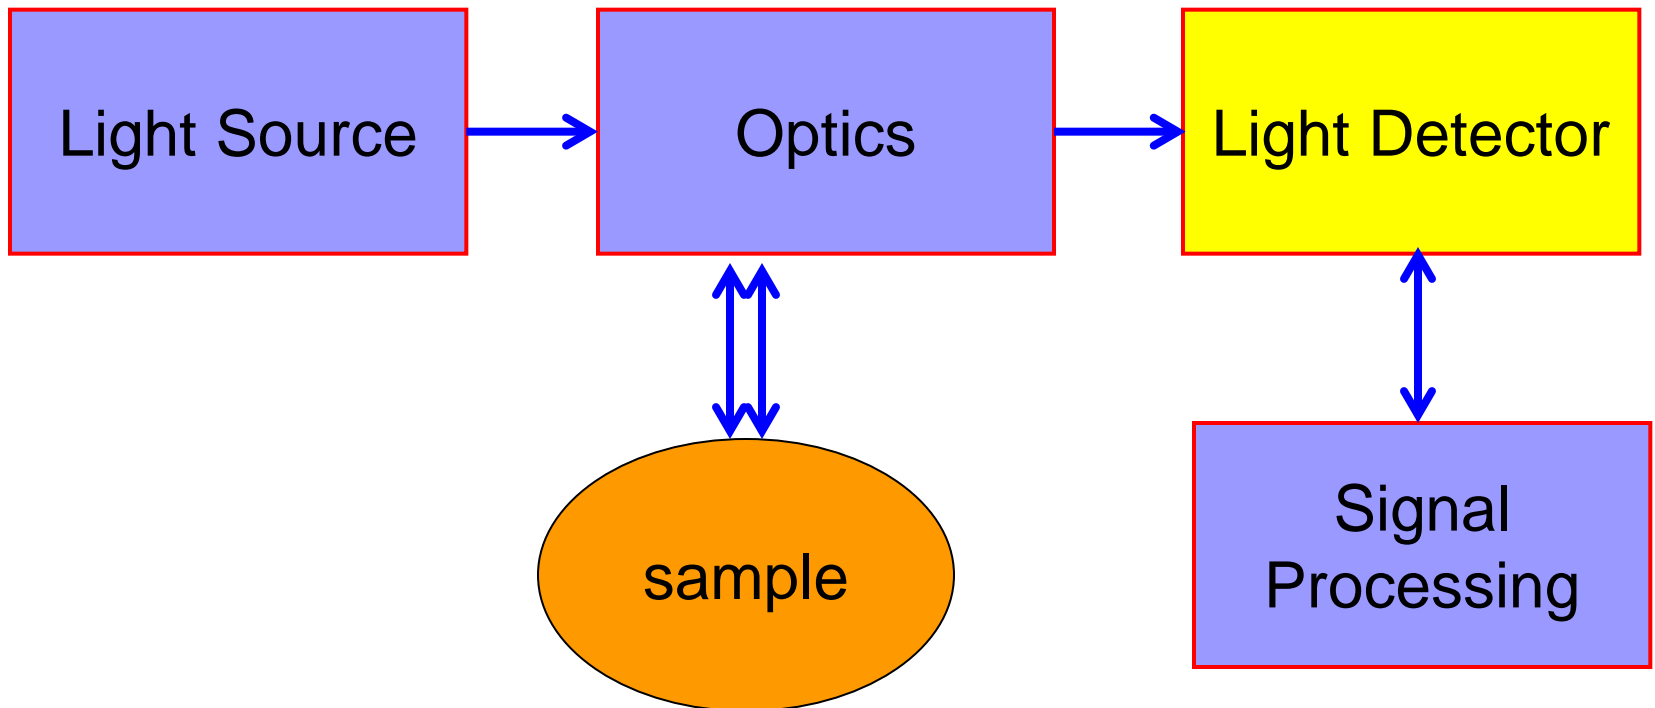 Light Source
Optics
Light Detector
sample
Signal
Processing